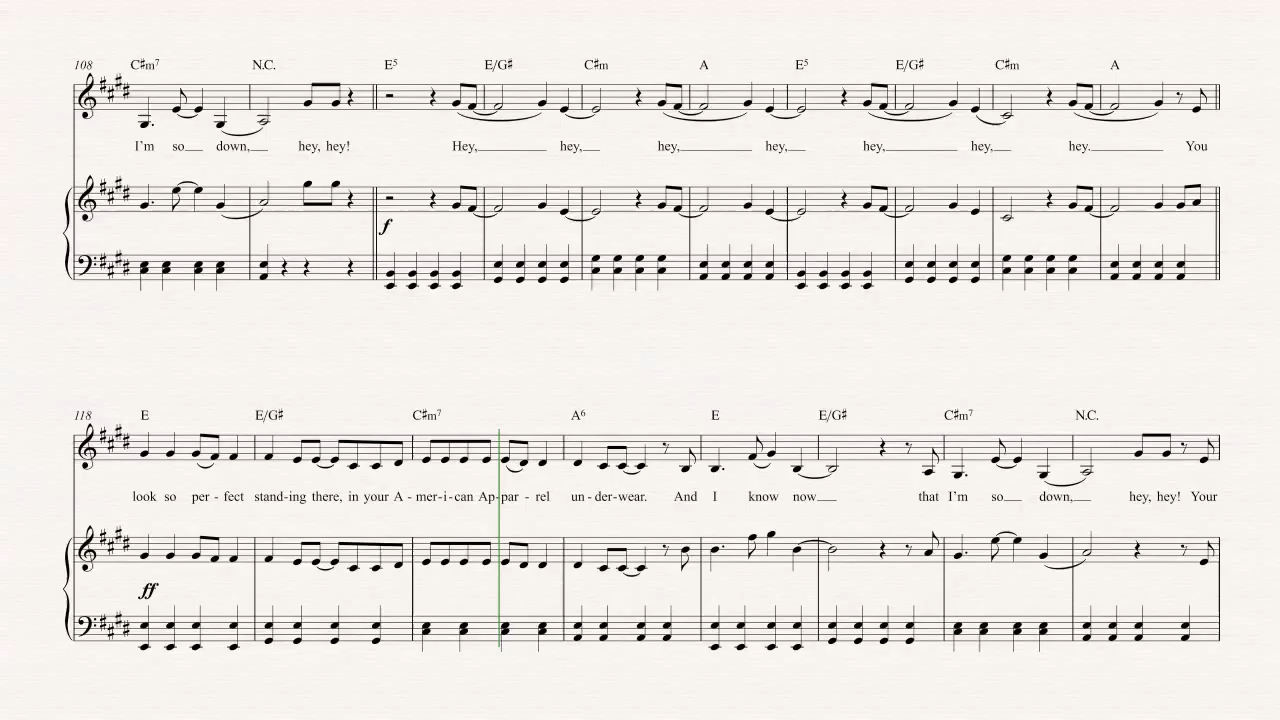 108 C♯m⁷ N.C. E⁵ E/G♯ C♯m A E⁵ E/G♯ C♯m A
I'm so down, hey, hey! Hey, hey, hey, hey, hey, hey, hey. You
f
118 E E/G♯ C♯m⁷ A⁶ E E/G♯ C♯m⁷ N.C.
look so per - fect stand-ing there, in your A - mer-i-can Ap-par - rel un - der-wear. And I know now that I'm so down, hey, hey! Your
ff